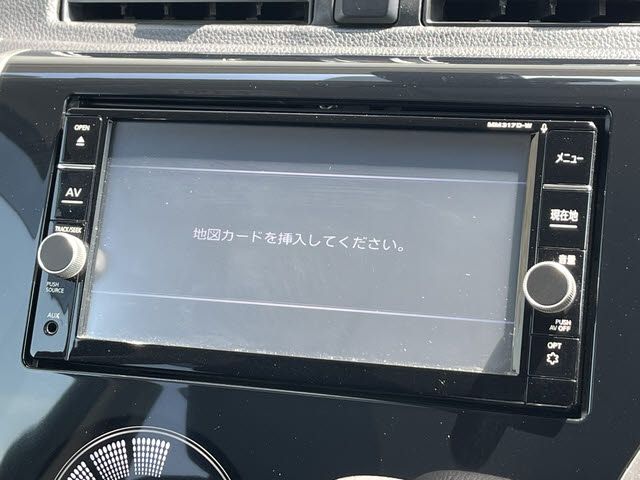 MM317D-W
OPEN
AV
TRACK/SEEK
PUSH
SOURCE
AUX
地図カードを挿入してください。
メニュー
現在地
音量
PUSH
AV OFF
OPT